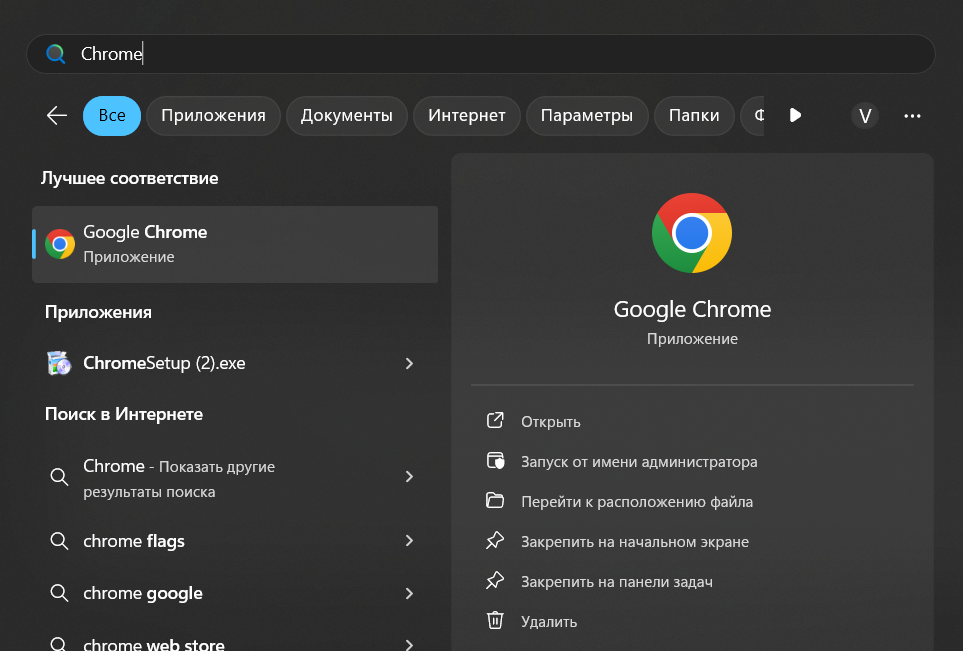 Chrome
Все
Приложения
Документы
Интернет
Параметры
Папки
V
Лучшее соответствие
Google Chrome
Приложение
Приложения
ChromeSetup (2).exe
Поиск в Интернете
Chrome - Показать другие
результаты поиска
chrome flags
chrome google
chrome web store
Google Chrome
Приложение
Открыть
Запуск от имени администратора
Перейти к расположению файла
Закрепить на начальном экране
Закрепить на панели задач
Удалить